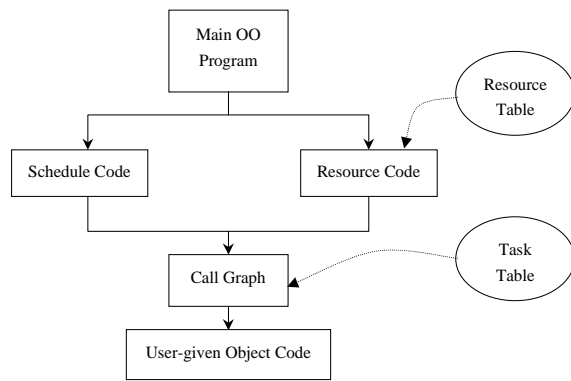 Main OO
Program
Resource
Table
Schedule Code
Resource Code
Call Graph
Task
Table
User-given Object Code